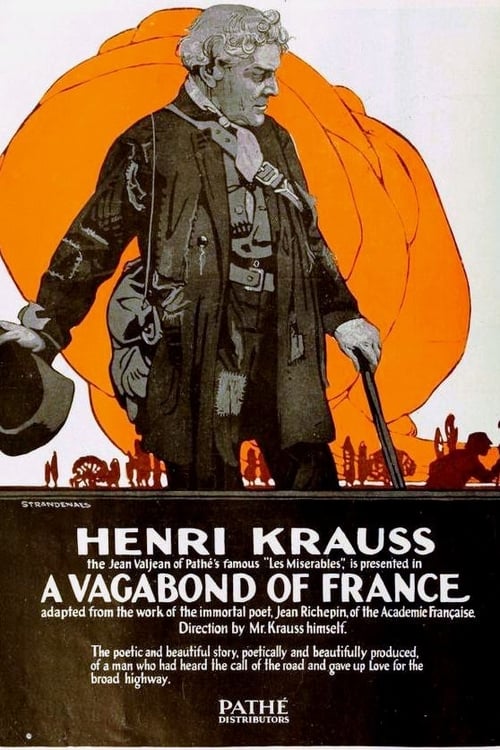 STRANDENAES
HENRI KRAUSS
the Jean Valjean of Pathé's famous "Les Miserables," is presented in
A VAGABOND OF FRANCE
adapted from the work of the immortal poet, Jean Richepin, of the Academie Française.
Direction by Mr. Krauss himself.
The poetic and beautiful story, poetically and beautifully produced,
of a man who had heard the call of the road and gave up Love for the
broad highway.
PATHÉ
DISTRIBUTORS